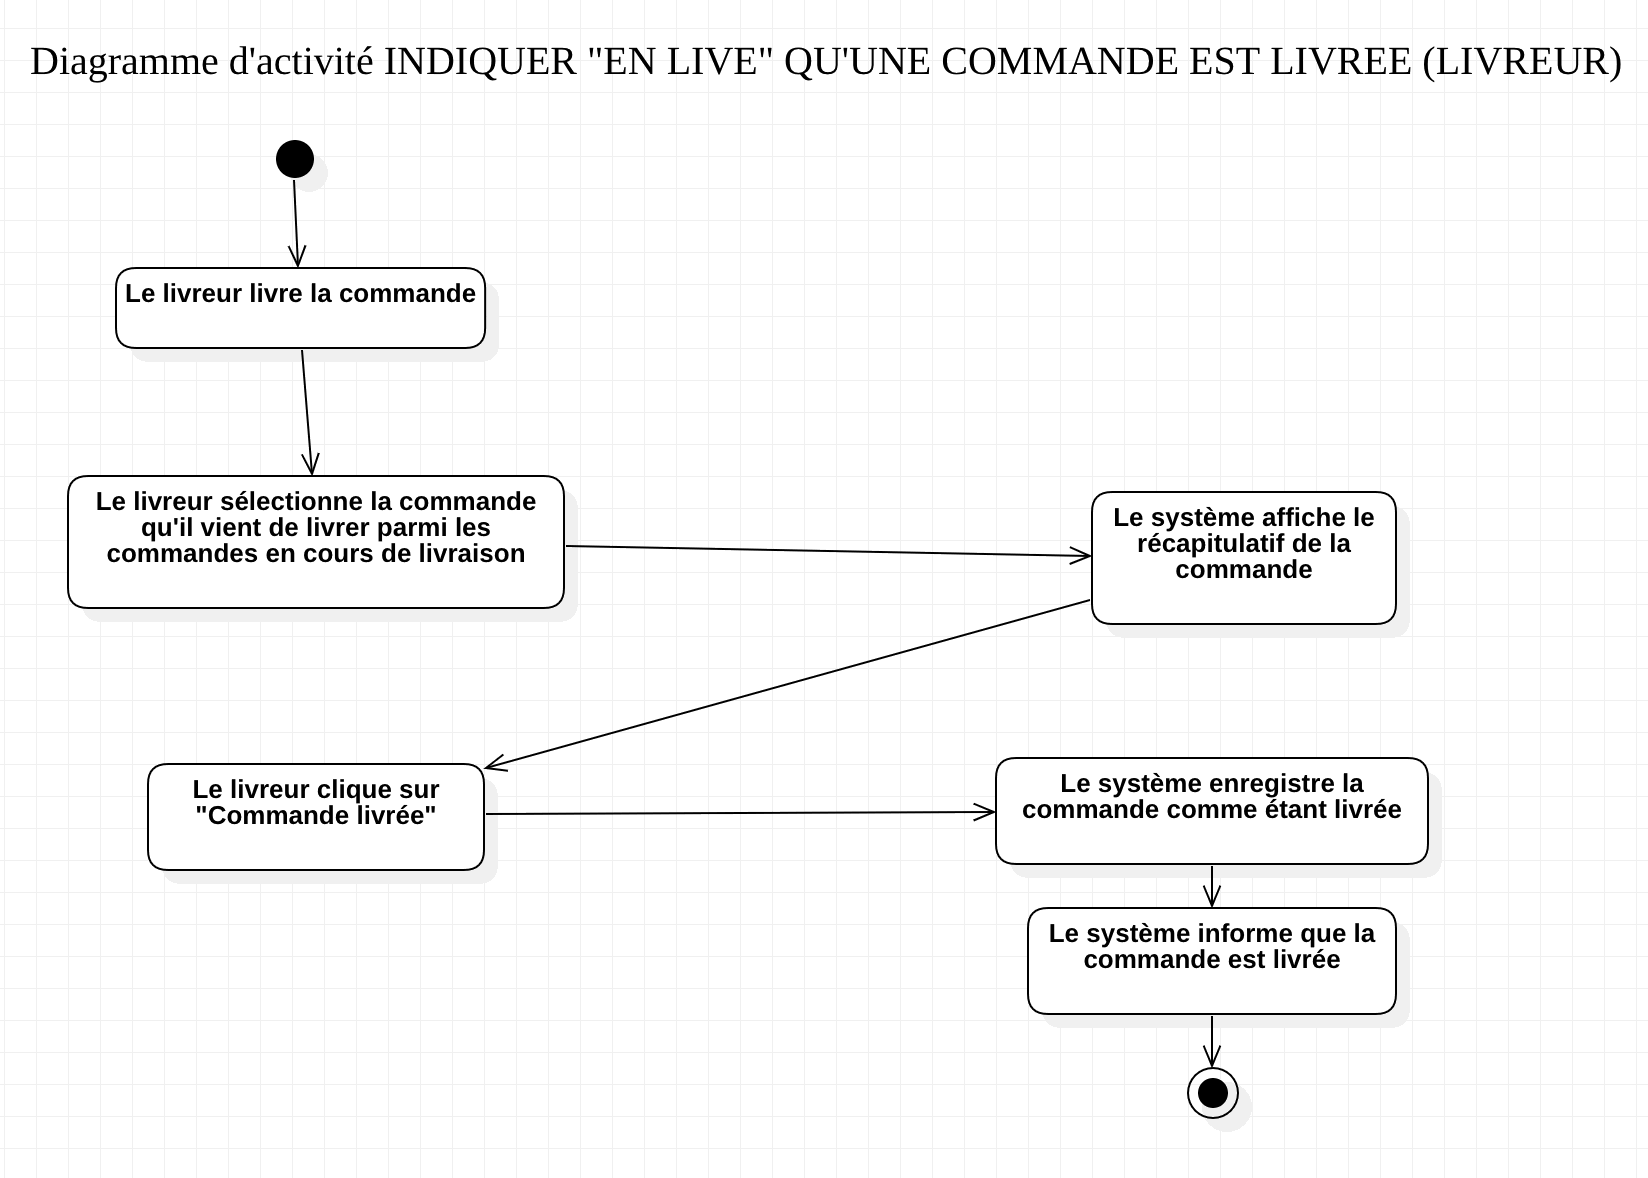 Diagramme d'activité INDIQUER "EN LIVE" QU'UNE COMMANDE EST LIVREE (LIVREUR)
Le livreur livre la commande
Le livreur sélectionne la commande
qu'il vient de livrer parmi les
commandes en cours de livraison
Le système affiche le
récapitulatif de la
commande
Le livreur clique sur
"Commande livrée"
Le système enregistre la
commande comme étant livrée
Le système informe que la
commande est livrée